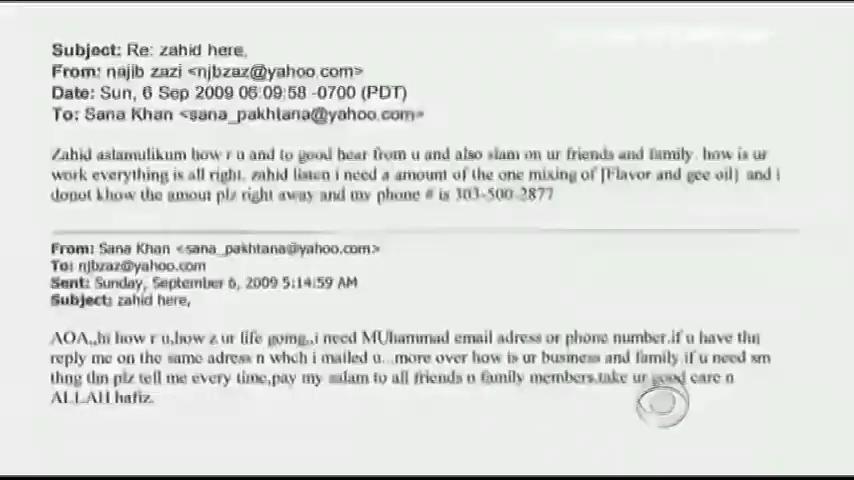 Subject: Re: zahid here,
From: najib zazi <njbzaz@yahoo.com>
Date: Sun, 6 Sep 2009 06:09:58 -0700 (PDT)
To: Sana Khan <sana_pakhtana@yahoo.com>
Zahid aslamulikum how r u and to good hear from u and also slam on ur friends and family. how is ur
work everything is all right. zahid listen i need a amount of the one mixing of [Flavor and gee oil] and i
donot khow the amout plz right away and my phone # is 303-500-2877
From: Sana Khan <sana_pakhtana@yahoo.com>
To: njbzaz@yahoo.com
Sent: Sunday, September 6, 2009 5:14:59 AM
Subject: zahid here,
AOA,,hi how r u,how z ur life going,,i need MUhammad email adress or phone number.if u have thn
reply me on the same adress n whch i mailed u...more over how is ur business and family.if u need sm
thng thn plz tell me every time,pay my salam to all friends n family members.take ur good care n
ALLAH hafiz.